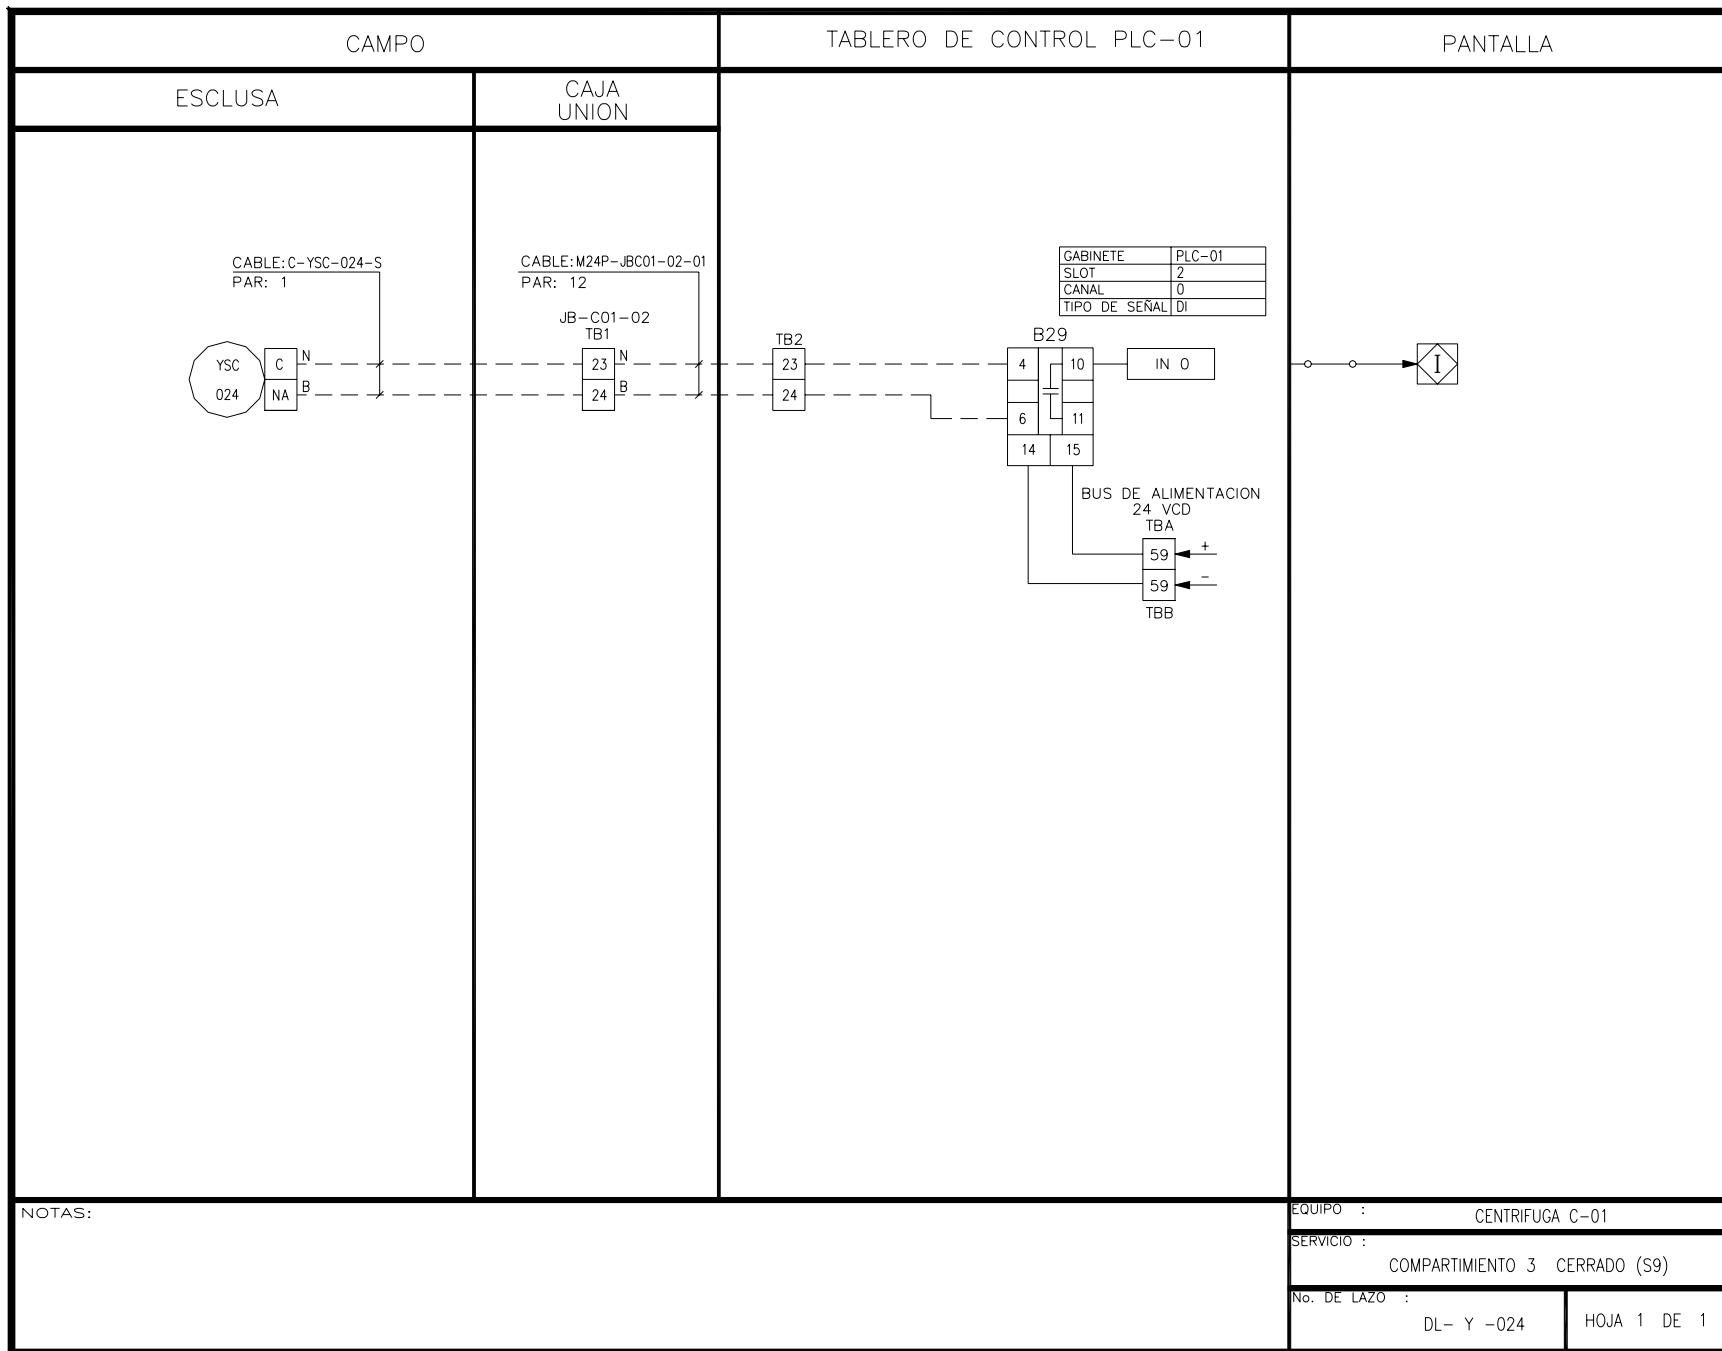 CAMPO
TABLERO DE CONTROL PLC-01
PANTALLA
ESCLUSA
CAJA
UNION
CABLE:C-YSC-024-S
PAR: 1
CABLE:M24P-JBC01-02-01
PAR: 12
JB-C01-02
TB1
TB2
GABINETE PLC-01
SLOT 2
CANAL 0
TIPO DE SEÑAL DI
B29
YSC
024
C N
NA B
23 N
24 B
23
24
4 10
6 11
14 15
IN 0
I
BUS DE ALIMENTACION
24 VCD
TBA
59 +
59 -
TBB
NOTAS:
EQUIPO :
CENTRIFUGA C-01
SERVICIO :
COMPARTIMIENTO 3 CERRADO (S9)
No. DE LAZO :
DL- Y -024
HOJA 1 DE 1